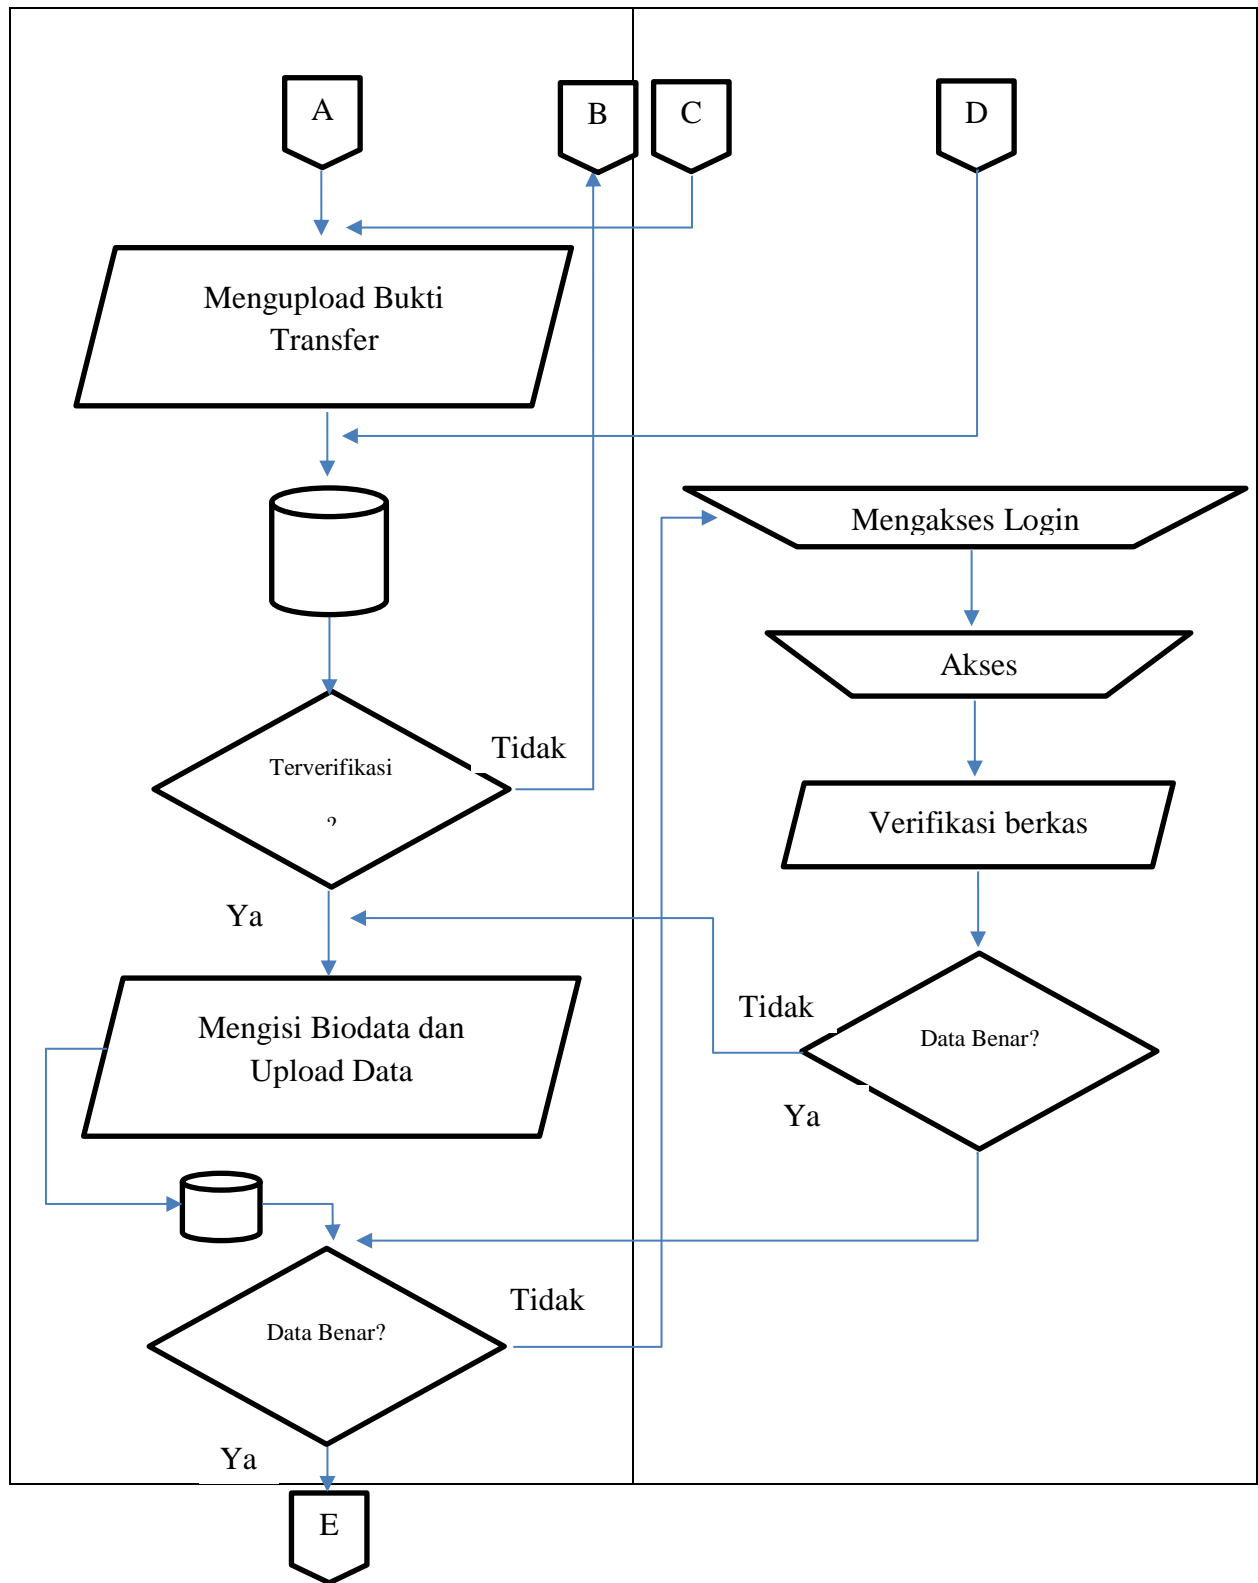 A
B
C
D
Mengupload Bukti
Transfer
Mengakses Login
Akses
Tidak
Terverifikasi
?
Verifikasi berkas
Ya
Tidak
Mengisi Biodata dan
Upload Data
Data Benar?
Ya
Tidak
Data Benar?
Ya
E